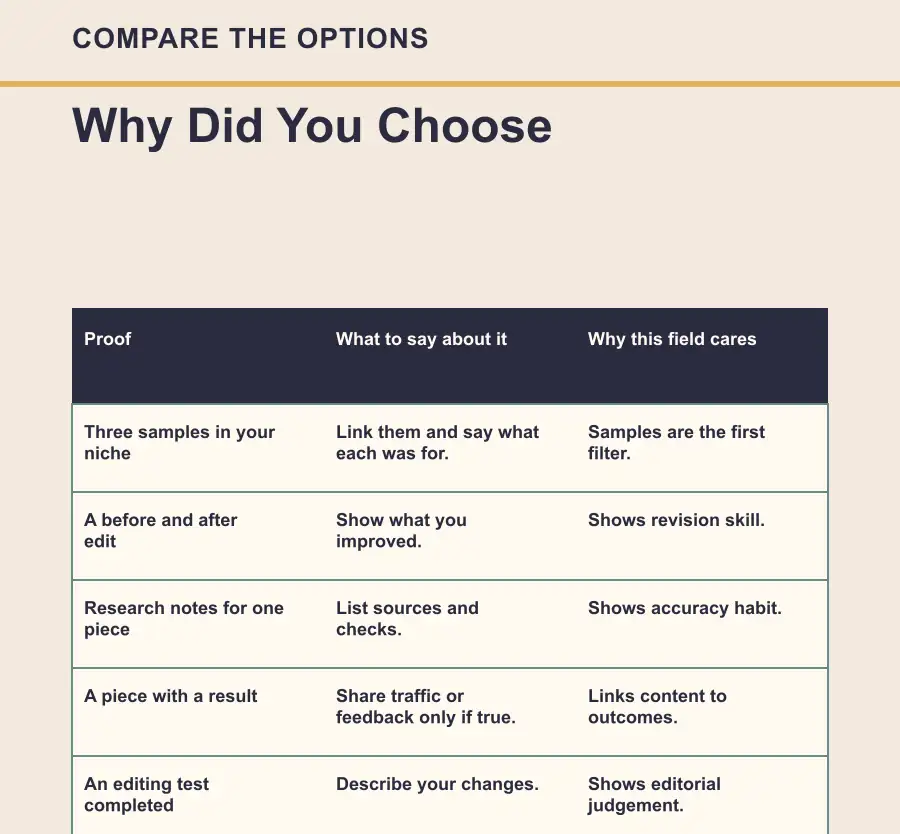 COMPARE THE OPTIONS
Why Did You Choose
Proof
What to say about it
Why this field cares
Three samples in your
niche
Link them and say what
each was for.
Samples are the first
filter.
A before and after
edit
Show what you
improved.
Shows revision skill.
Research notes for one
piece
List sources and
checks.
Shows accuracy habit.
A piece with a result
Share traffic or
feedback only if true.
Links content to
outcomes.
An editing test
completed
Describe your changes.
Shows editorial
judgement.